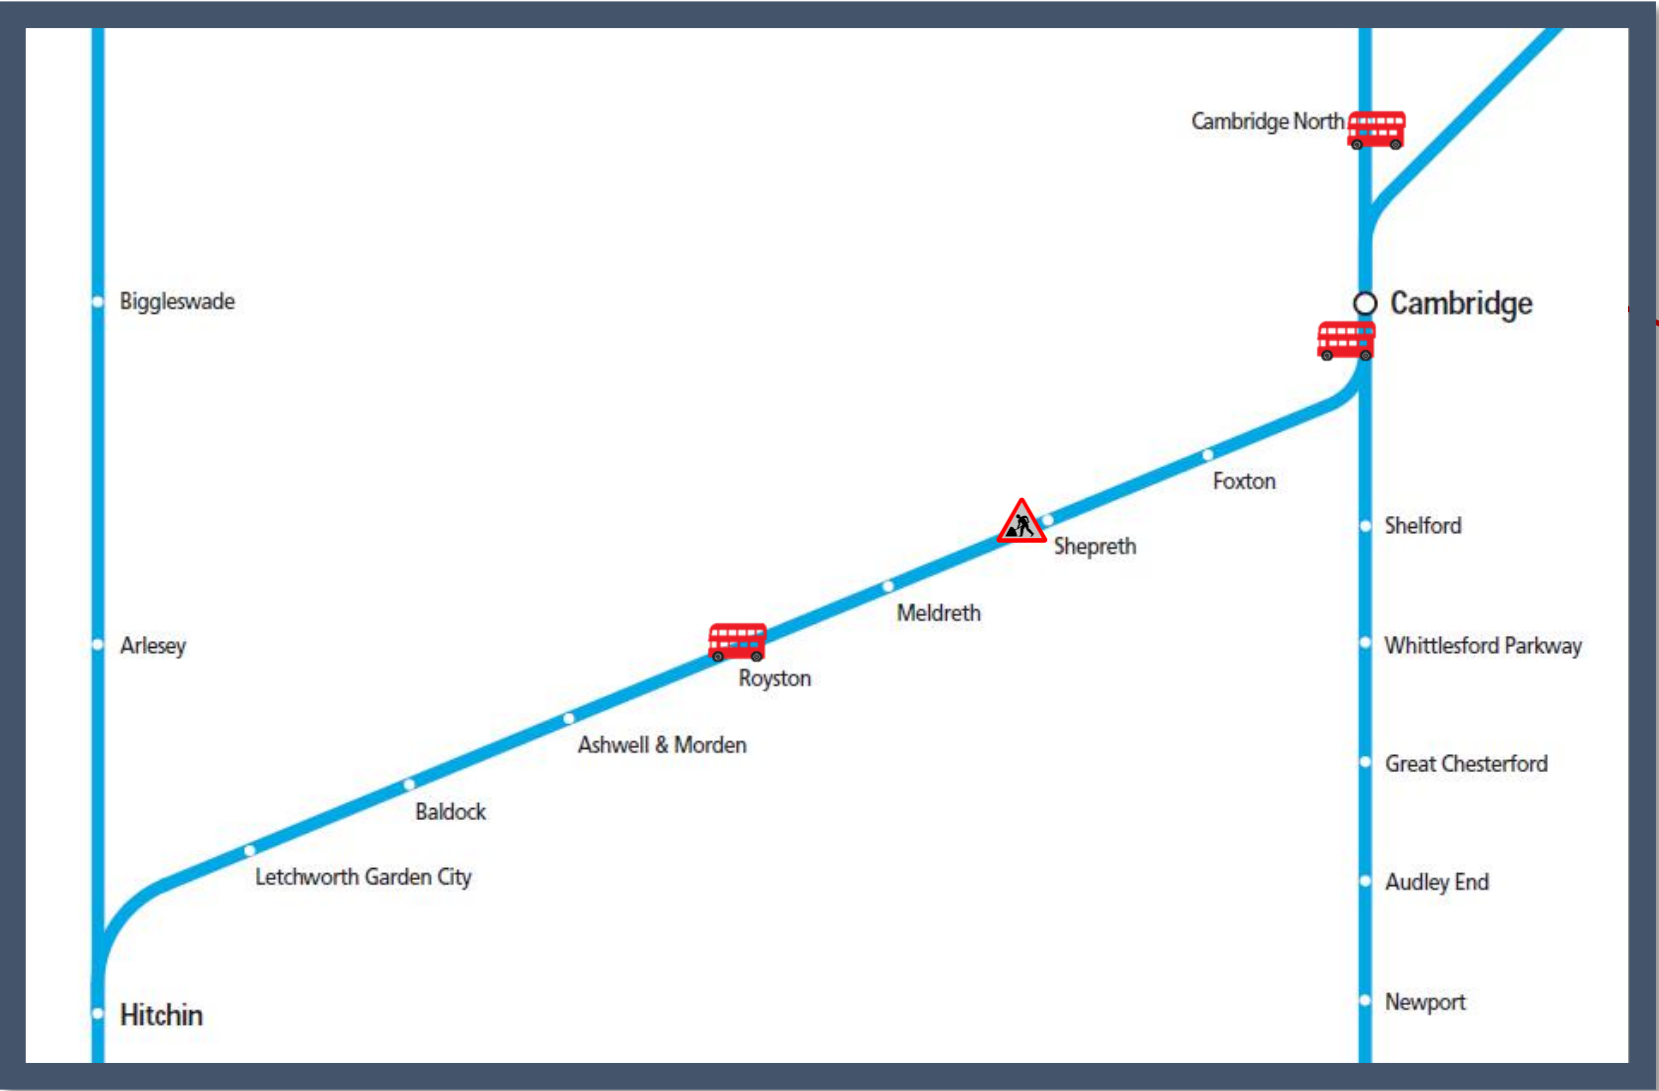 Cambridge North
Biggleswade
Cambridge
Foxton
Shelford
Shepreth
Meldreth
Arlesey
Whittlesford Parkway
Royston
Ashwell & Morden
Great Chesterford
Baldock
Letchworth Garden City
Audley End
Newport
Hitchin